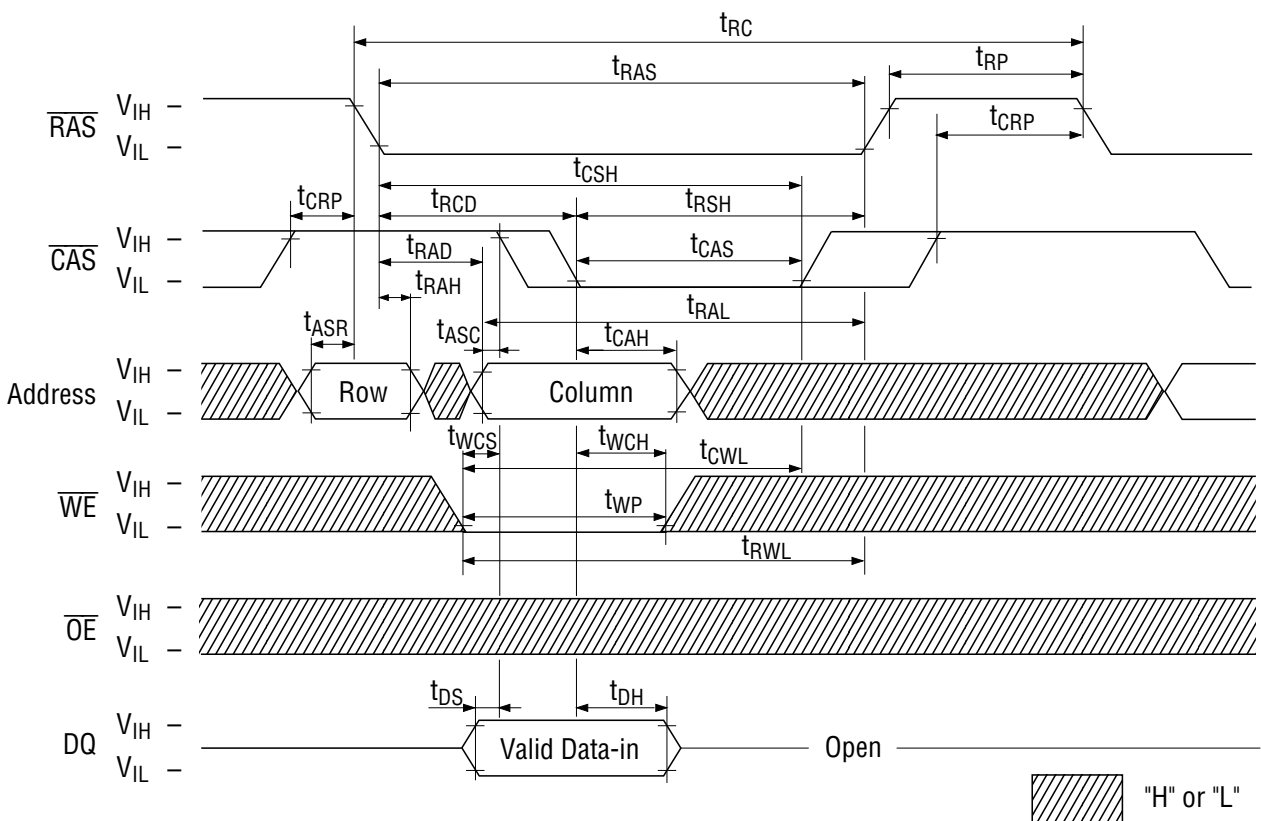 tRC
tRAS
tRP
RAS
VIH –
VIL –
tCRP
tCSH
tCRP
tRCD
tRSH
CAS
VIH –
VIL –
tRAD
tCAS
tRAH
tRAL
tASR
tASC
tCAH
Address
VIH –
VIL –
Row
Column
tWCS
tWCH
tCWL
WE
VIH –
VIL –
tWP
tRWL
OE
VIH –
VIL –
tDS
tDH
DQ
VIH –
VIL –
Valid Data-in
Open
"H" or "L"